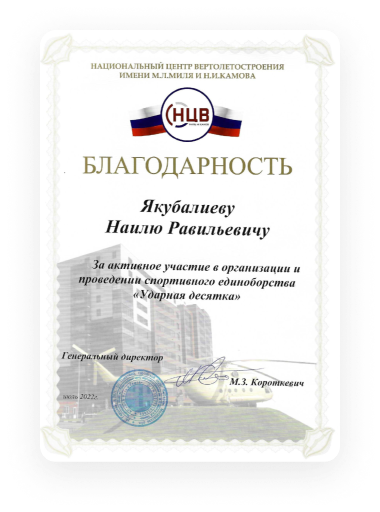 НАЦИОНАЛЬНЫЙ ЦЕНТР ВЕРТОЛЕТОСТРОЕНИЯ
ИМЕНИ М.Л.МИЛЯ И Н.И.КАМОВА
НЦВ
БЛАГОДАРНОСТЬ
Якубалиеву
Наилю Равильевичу
За активное участие в организации и
проведении спортивного единоборства
«Ударная десятка»
Генеральный директор
М.З. Короткевич
июль 2022г.